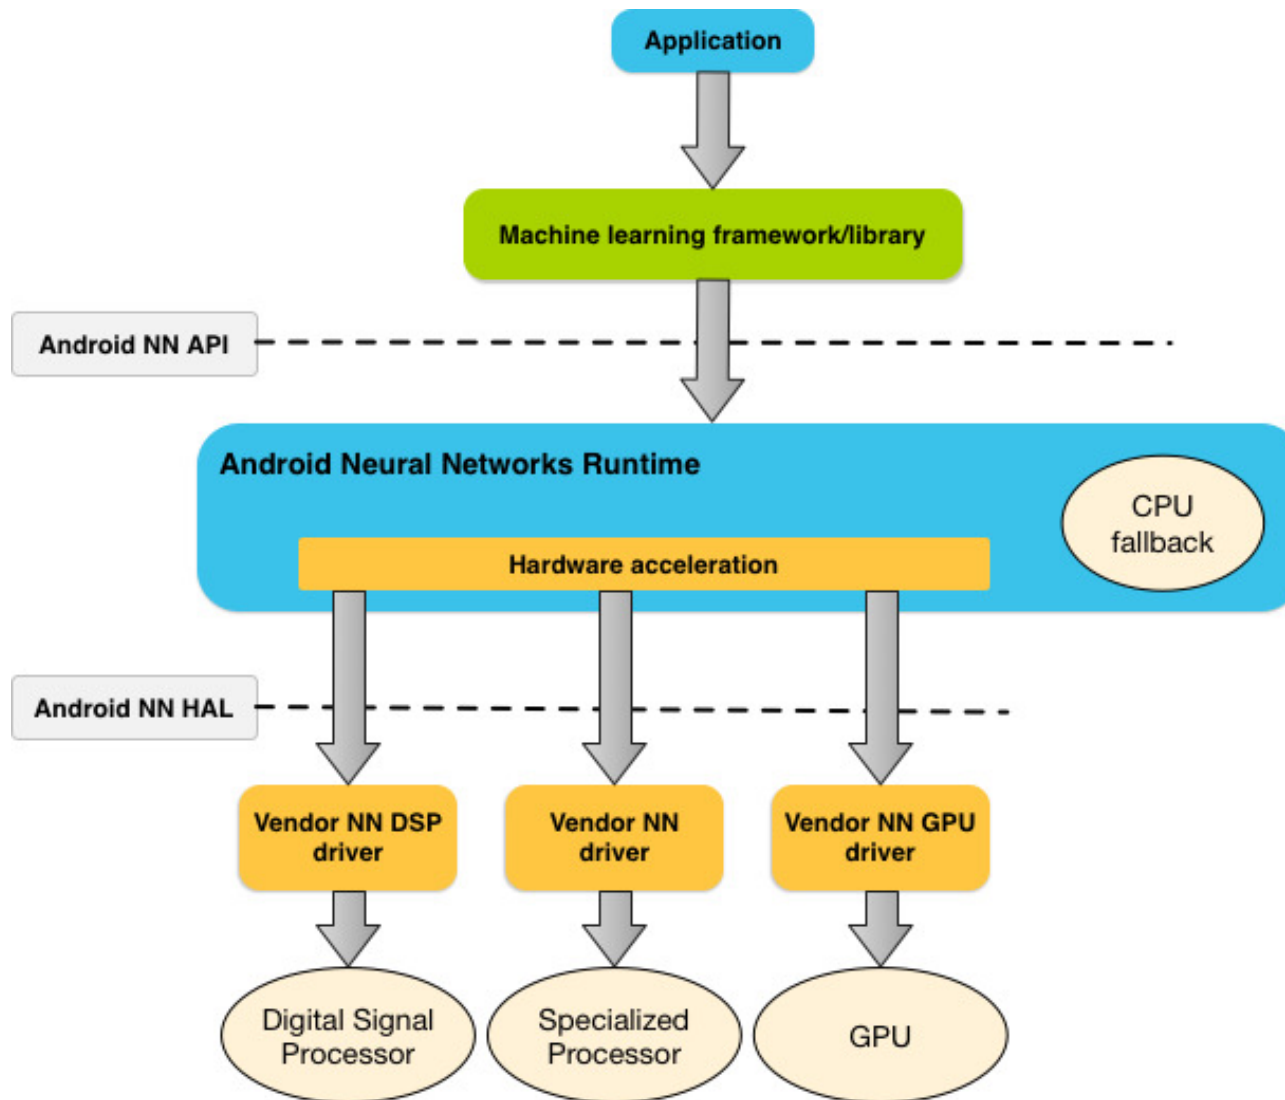 Application
Machine learning framework/library
Android NN API
Android Neural Networks Runtime
CPU
fallback
Hardware acceleration
Android NN HAL
Vendor NN DSP
driver
Vendor NN
driver
Vendor NN GPU
driver
Digital Signal
Processor
Specialized
Processor
GPU